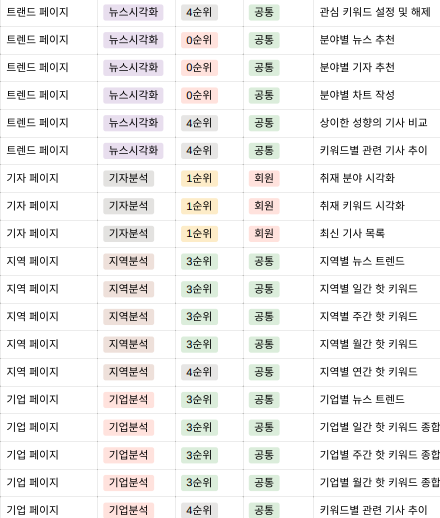 트랜드 페이지 뉴스시각화 4순위 공통 관심 키워드 설정 및 해제
트렌드 페이지 뉴스시각화 0순위 공통 분야별 뉴스 추천
트렌드 페이지 뉴스시각화 0순위 공통 분야별 기자 추천
트렌드 페이지 뉴스시각화 0순위 공통 분야별 차트 작성
트렌드 페이지 뉴스시각화 4순위 공통 상이한 성향의 기사 비교
트렌드 페이지 뉴스시각화 4순위 공통 키워드별 관련 기사 추이
기자 페이지 기자분석 1순위 회원 취재 분야 시각화
기자 페이지 기자분석 1순위 회원 취재 키워드 시각화
기자 페이지 기자분석 1순위 회원 최신 기사 목록
지역 페이지 지역분석 3순위 공통 지역별 뉴스 트렌드
지역 페이지 지역분석 3순위 공통 지역별 일간 핫 키워드
지역 페이지 지역분석 3순위 공통 지역별 주간 핫 키워드
지역 페이지 지역분석 3순위 공통 지역별 월간 핫 키워드
지역 페이지 지역분석 4순위 공통 지역별 연간 핫 키워드
기업 페이지 기업분석 3순위 공통 기업별 뉴스 트렌드
기업 페이지 기업분석 3순위 공통 기업별 일간 핫 키워드 종합
기업 페이지 기업분석 3순위 공통 기업별 주간 핫 키워드 종합
기업 페이지 기업분석 3순위 공통 기업별 월간 핫 키워드 종합
기업 페이지 기업분석 4순위 공통 키워드별 관련 기사 추이